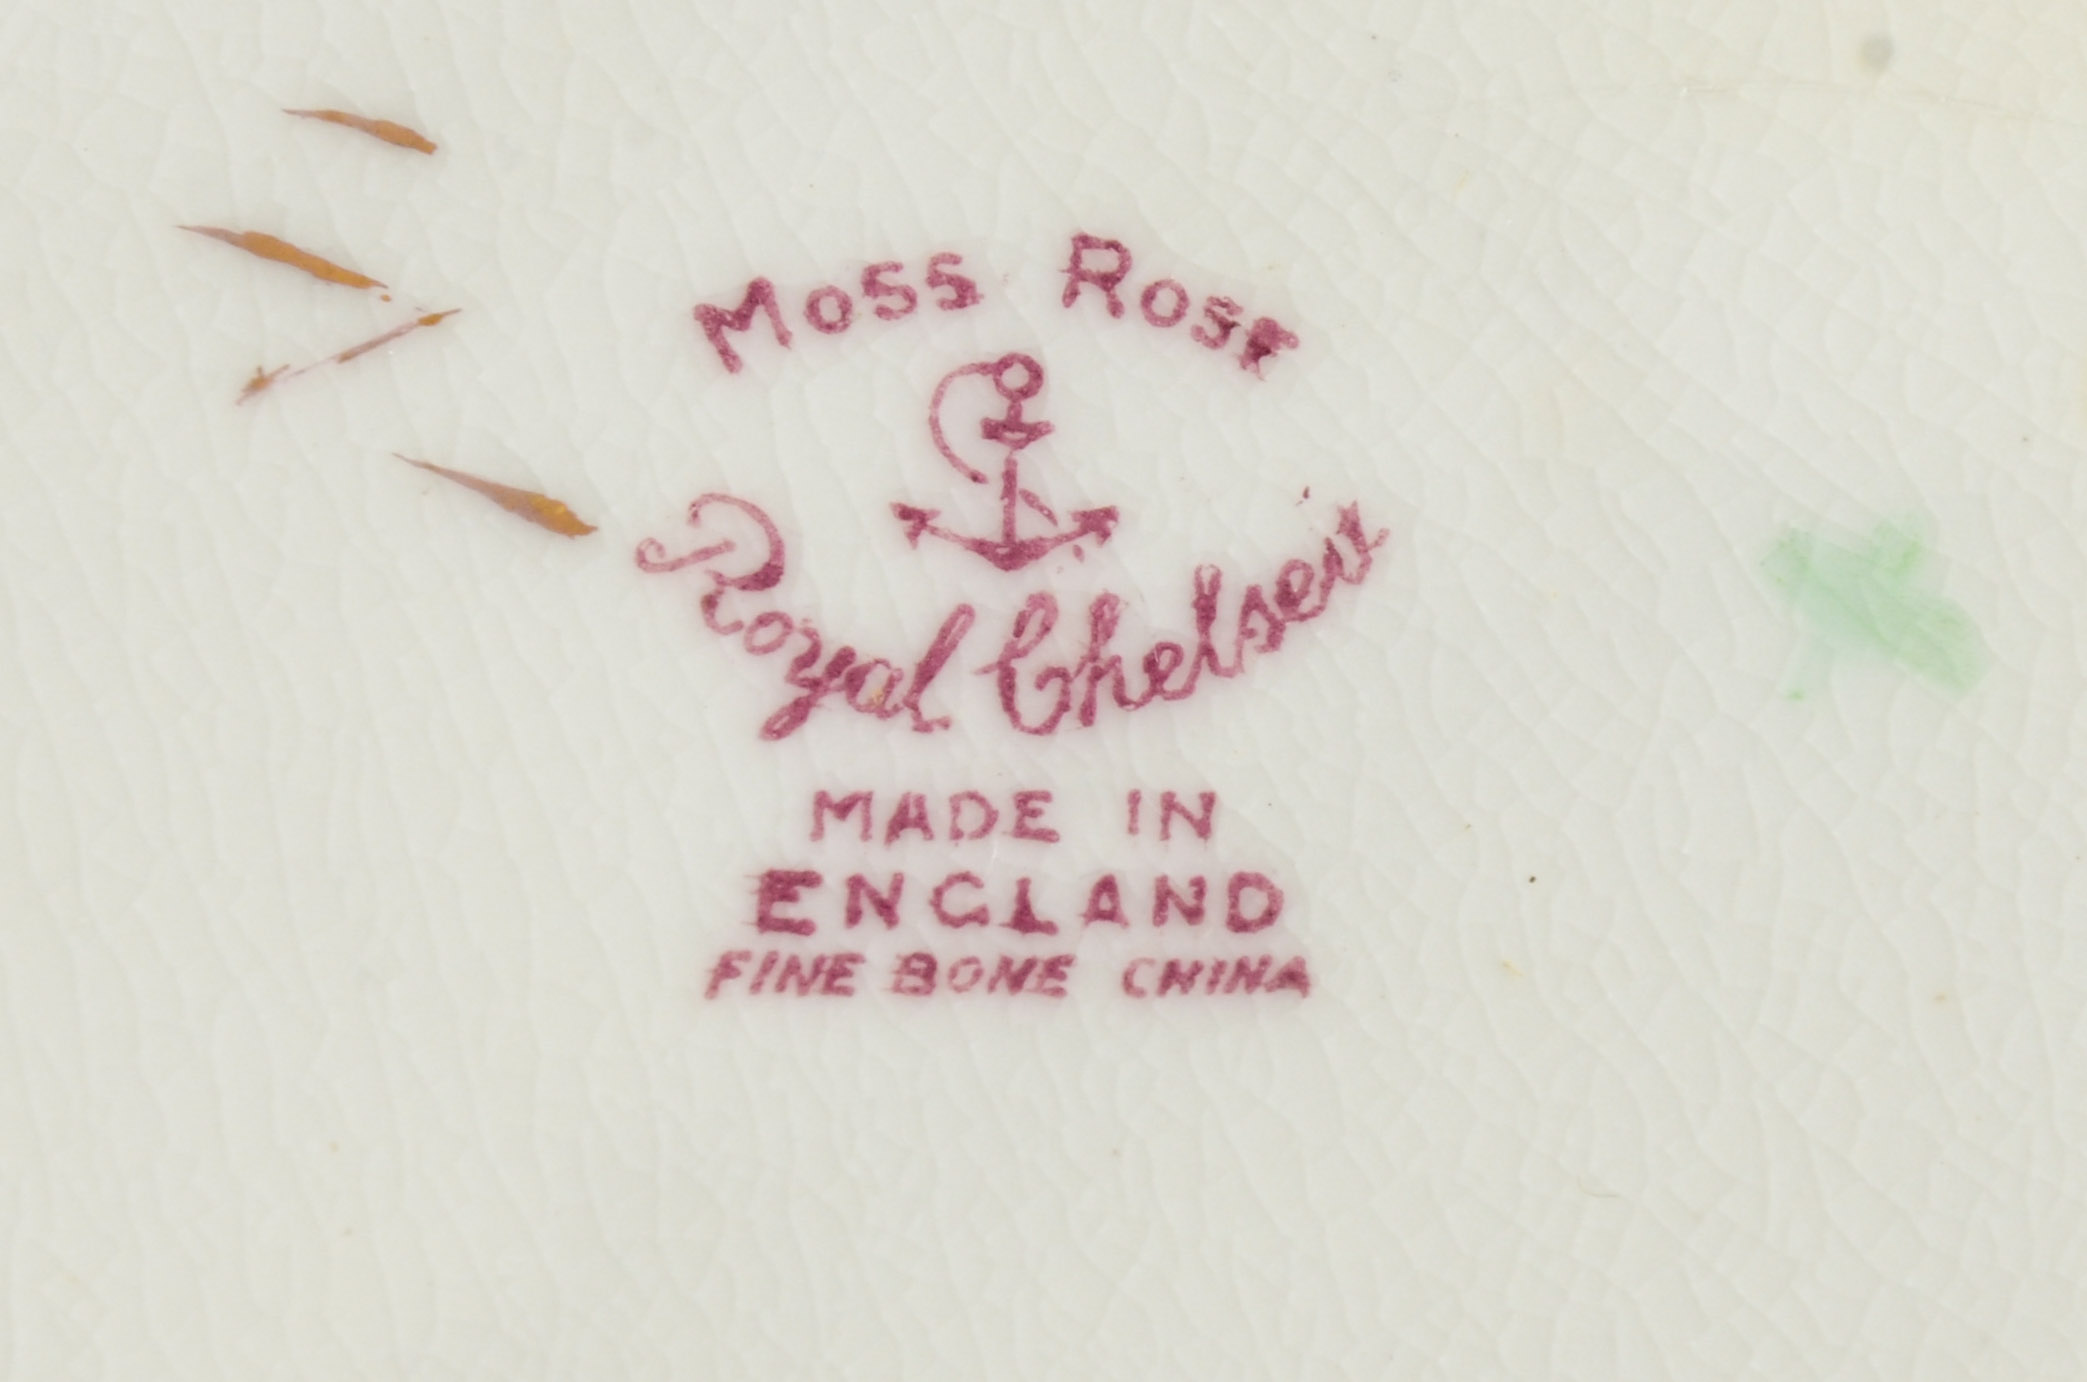 Moss Rose
Royal Chelsea
MADE IN
ENGLAND
FINE BONE CHINA